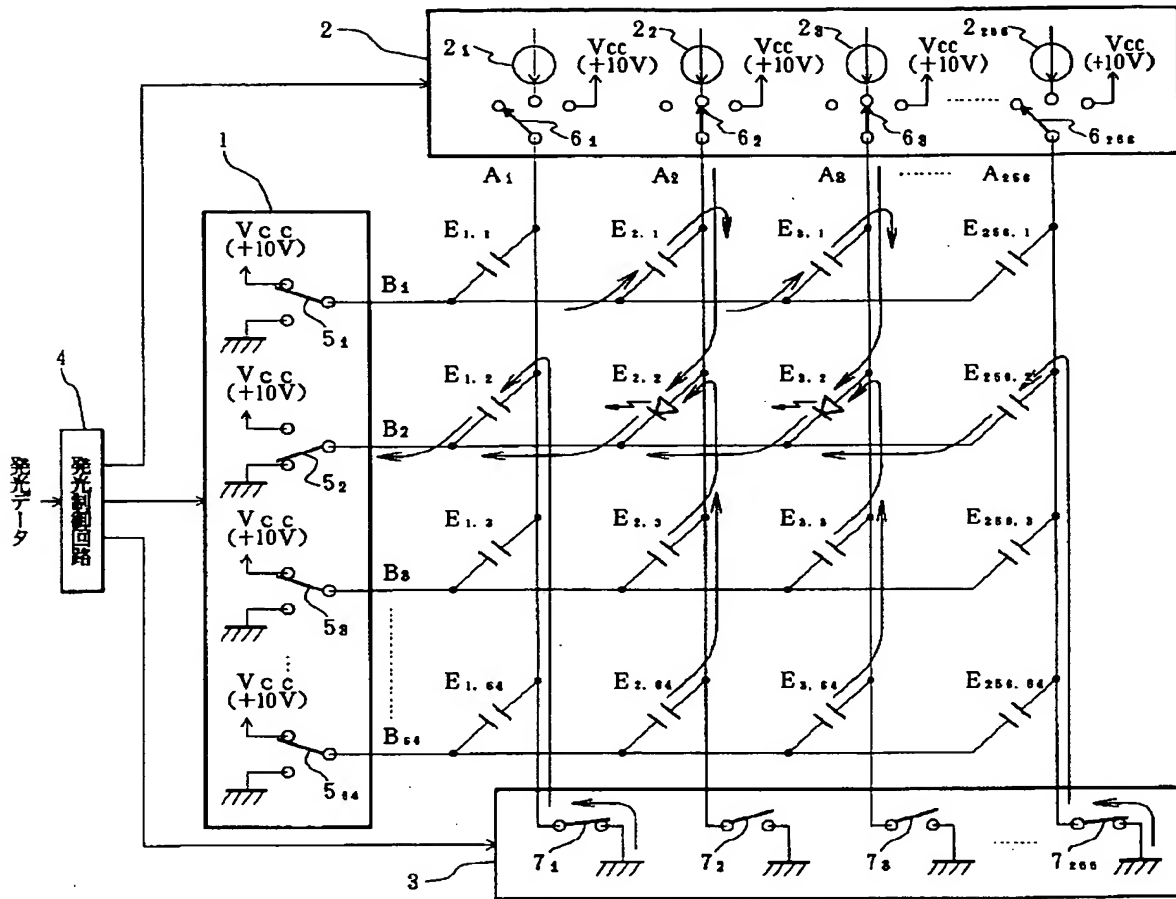 2
2₁
Vcc
(+10V)
2₂
Vcc
(+10V)
2₃
Vcc
(+10V)
2₂₅₆
Vcc
(+10V)
6₁
6₂
6₃
6₂₅₆
1
A₁
A₂
A₃
A₂₅₆
Vcc
(+10V)
5₁
B₁
E₁.₁
E₂.₁
E₃.₁
E₂₅₆.₁
4
発光データ
発光制御回路
Vcc
(+10V)
5₂
B₂
E₁.₂
E₂.₂
E₃.₂
E₂₅₆.₂
Vcc
(+10V)
5₃
B₃
E₁.₃
E₂.₃
E₃.₃
E₂₅₆.₃
Vcc
(+10V)
5₆₄
B₆₄
E₁.₆₄
E₂.₆₄
E₃.₆₄
E₂₅₆.₆₄
3
7₁
7₂
7₃
7₂₅₆